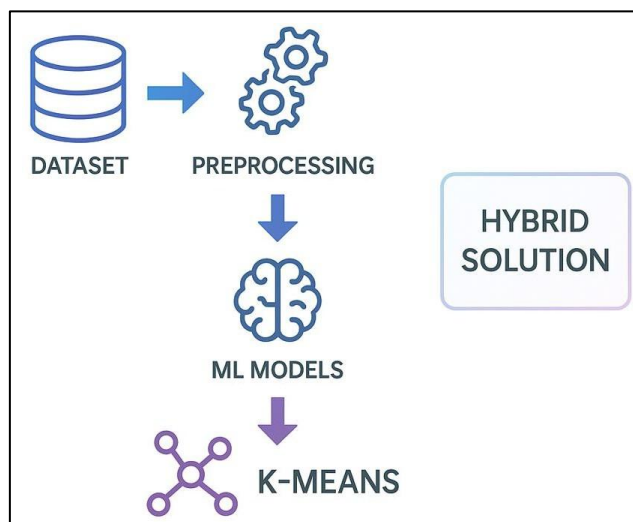 DATASET
PREPROCESSING
HYBRID
SOLUTION
ML MODELS
K-MEANS